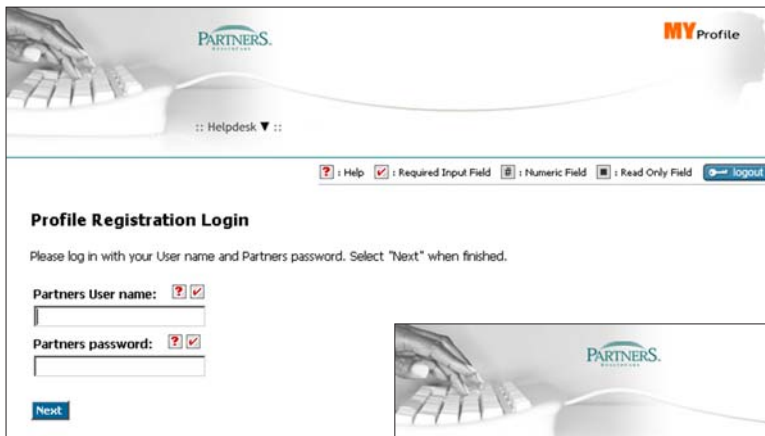 PARTNERS.
HEALTHCARE
MY Profile
:: Helpdesk ▼ ::
? : Help ✓ : Required Input Field # : Numeric Field ■ : Read Only Field logout
Profile Registration Login
Please log in with your User name and Partners password. Select "Next" when finished.
Partners User name: ? ✓
Partners password: ? ✓
Next
PARTNERS.
HEALTHCARE